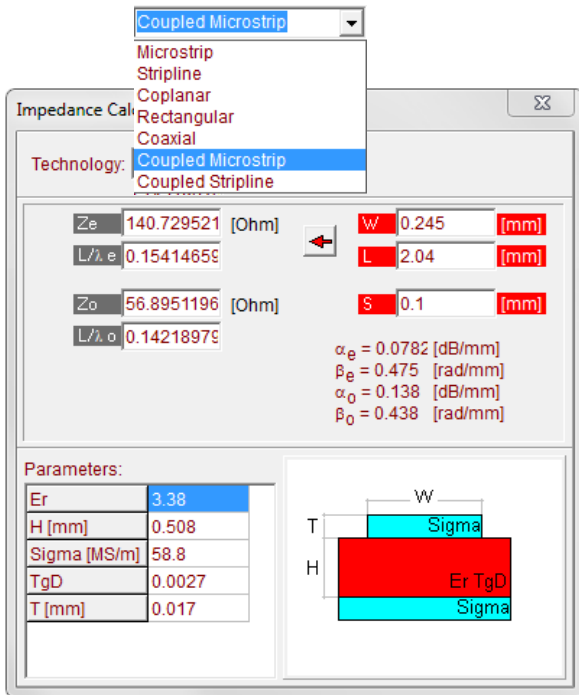 Coupled Microstrip
Microstrip
Stripline
Coplanar
Rectangular
Coaxial
Coupled Microstrip
Coupled Stripline
Impedance Cal
Technology:
Ze 140.729521 [Ohm] W 0.245 [mm]
L/λ e 0.15414659 L 2.04 [mm]
Zo 56.8951196 [Ohm] S 0.1 [mm]
L/λ o 0.14218979
αe = 0.0782 [dB/mm]
βe = 0.475 [rad/mm]
αo = 0.138 [dB/mm]
βo = 0.438 [rad/mm]
Parameters:
Er 3.38
H [mm] 0.508
Sigma [MS/m] 58.8
TgD 0.0027
T [mm] 0.017
W
T Sigma
H
Er TgD
Sigma